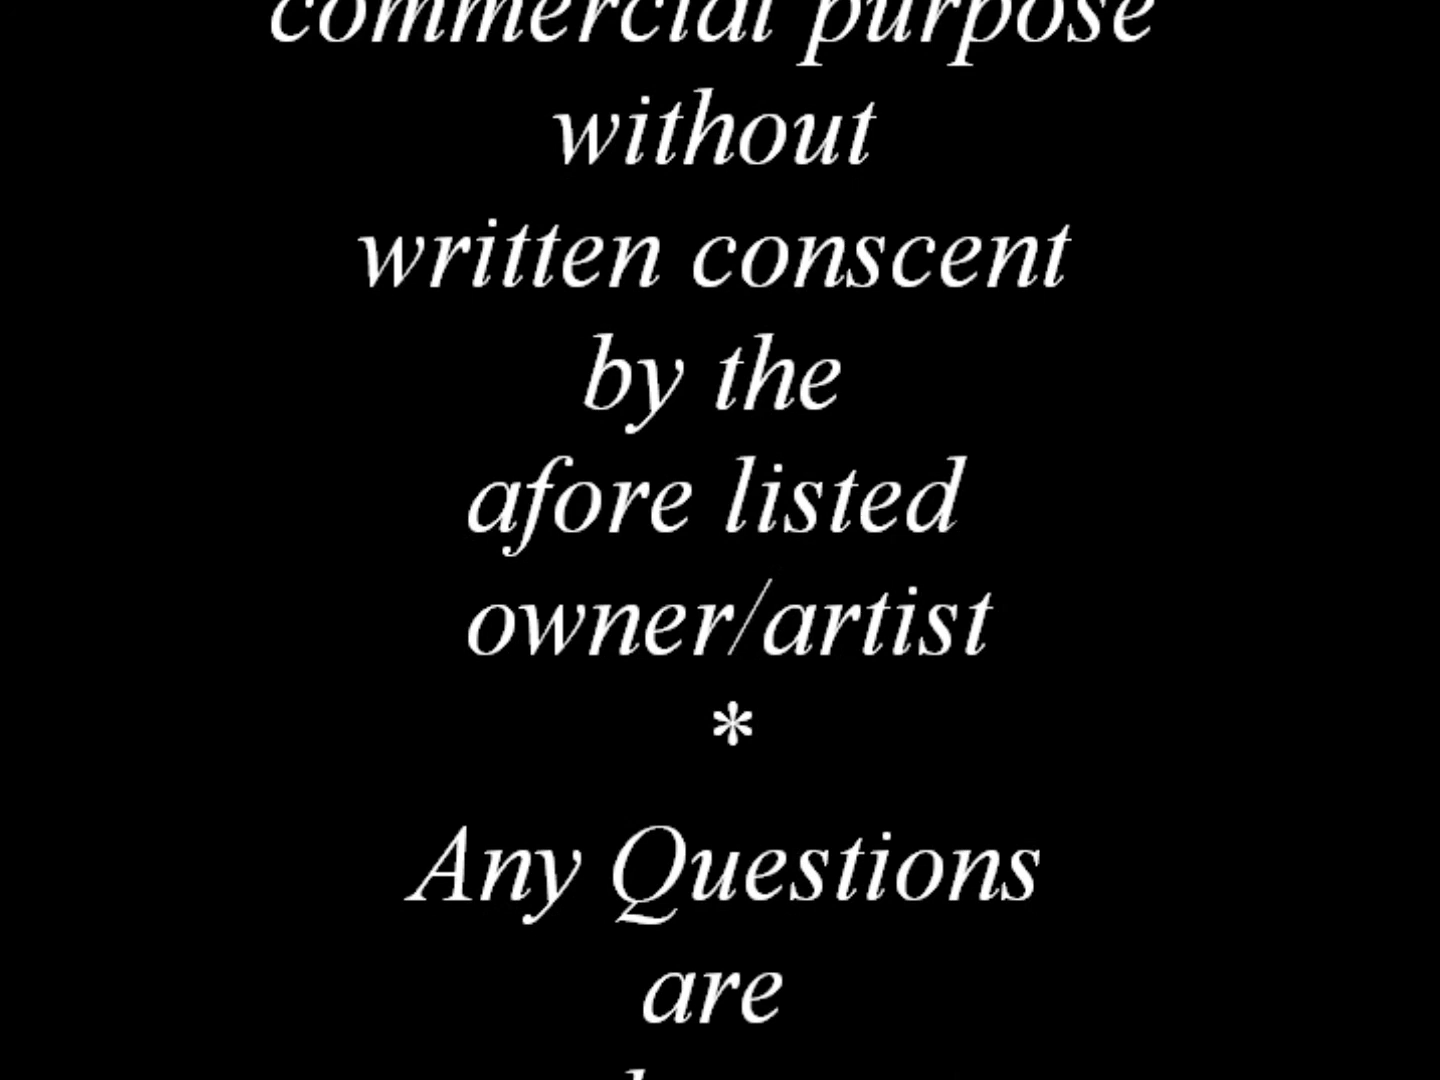 commercial purpose
without
written conscent
by the
afore listed
owner/artist
*
Any Questions
are